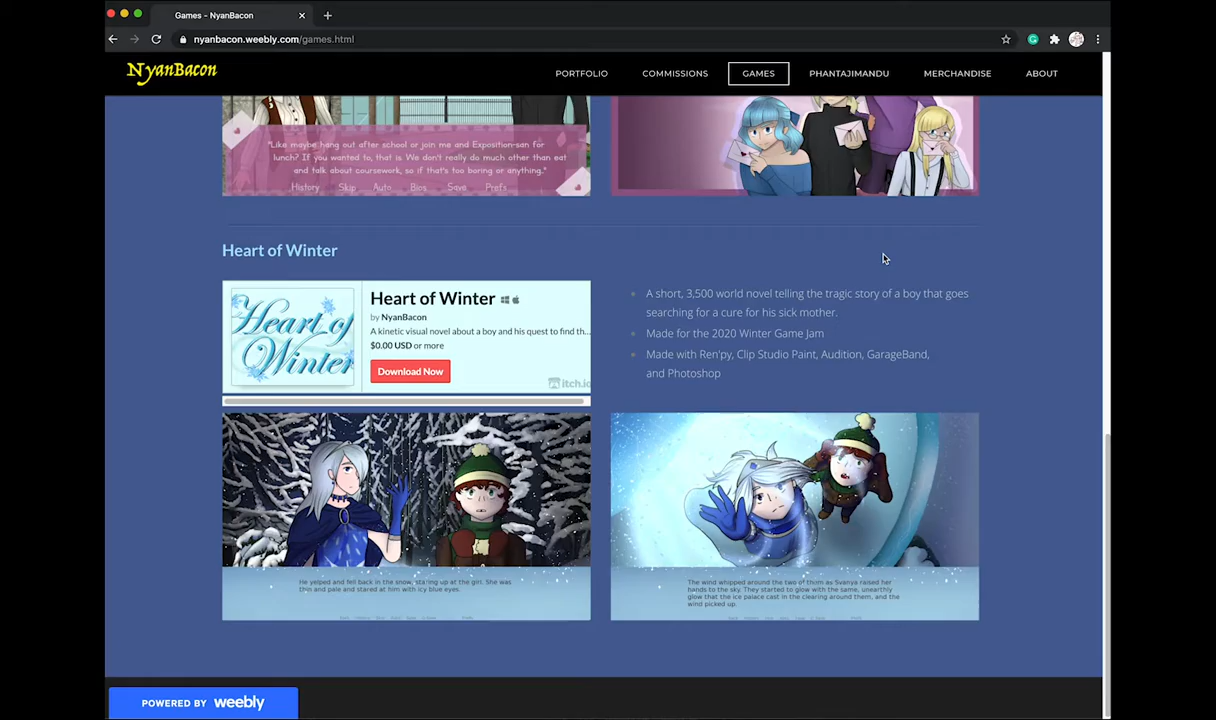 Games - NyanBacon
nyanbacon.weebly.com/games.html
NyanBacon
PORTFOLIO
COMMISSIONS
GAMES
PHANTAJIMANDU
MERCHANDISE
ABOUT
"Like maybe hang out after school or join me and Exposition-san for
lunch? If you wanted to, that is. We don't really do much other than eat
and talk about coursework, so if that's too boring or anything."
History Skip Auto Bios Save Prefs
Heart of Winter
Heart of
Winter
Heart of Winter
by NyanBacon
A kinetic visual novel about a boy and his quest to find th...
$0.00 USD or more
Download Now
itch.io
A short, 3,500 world novel telling the tragic story of a boy that goes
searching for a cure for his sick mother.
Made for the 2020 Winter Game Jam
Made with Ren'py, Clip Studio Paint, Audition, GarageBand,
and Photoshop
He yelped and fell back in the snow, staring up at the girl. She was
thin and pale and stared at him with icy blue eyes.
The wind whipped around the two of them as Svanya raised her
hands to the sky. They started to glow with the same, unearthly
glow that the ice palace cast in the clearing around them, and the
wind picked up.
POWERED BY weebly